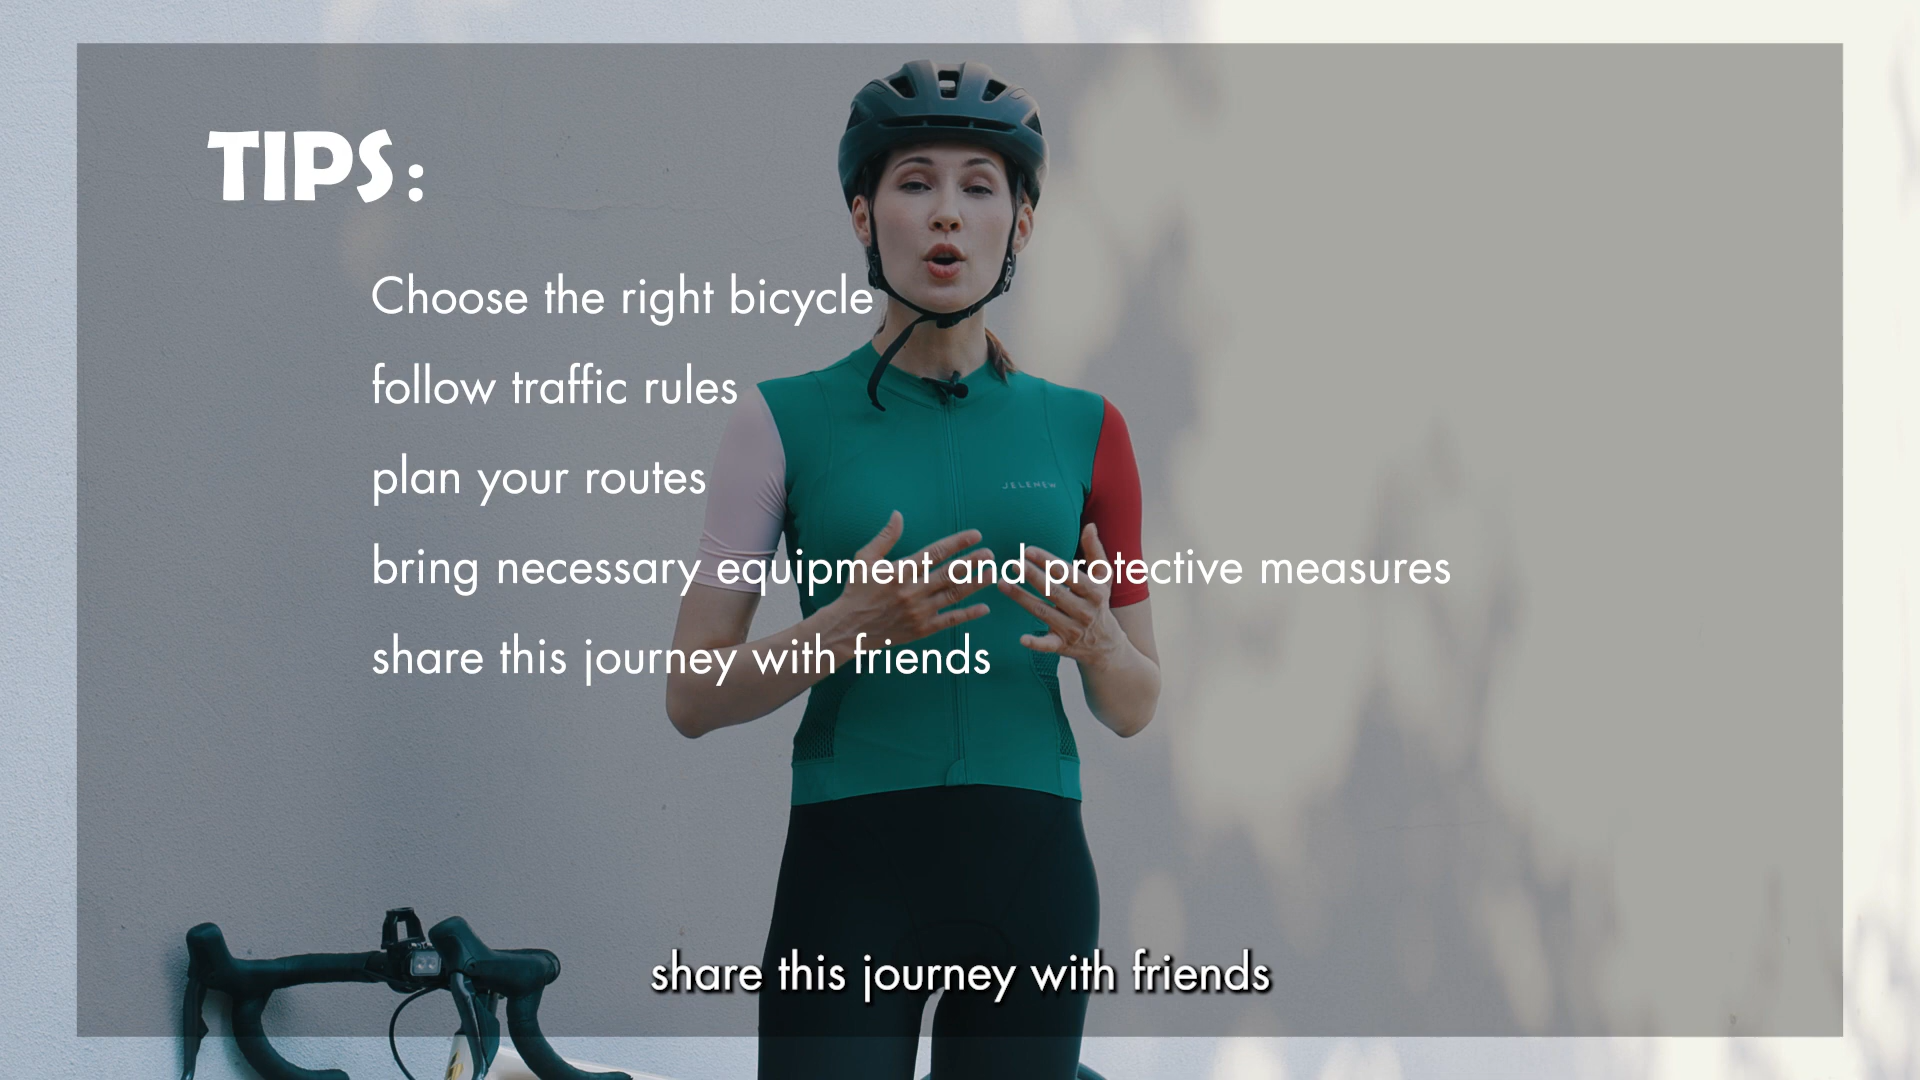 TIPS:
Choose the right bicycle
follow traffic rules
plan your routes
JELENEW
bring necessary equipment and protective measures
share this journey with friends
share this journey with friends